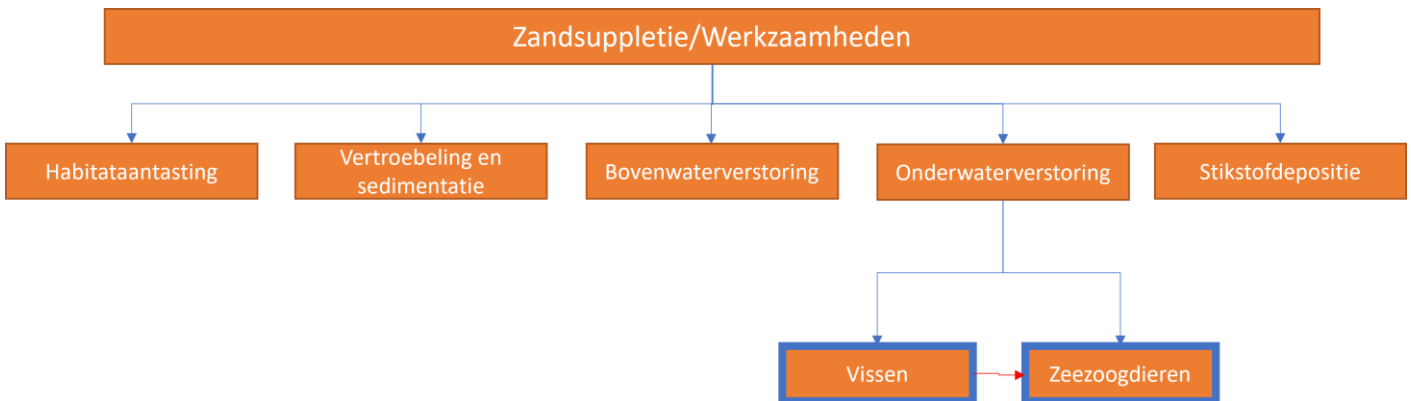 Zandsuppletie/Werkzaamheden
Habitataantasting
Vertroebeling en
sedimentatie
Bovenwaterverstoring
Onderwaterverstoring
Stikstofdepositie
Vissen
Zeezoogdieren